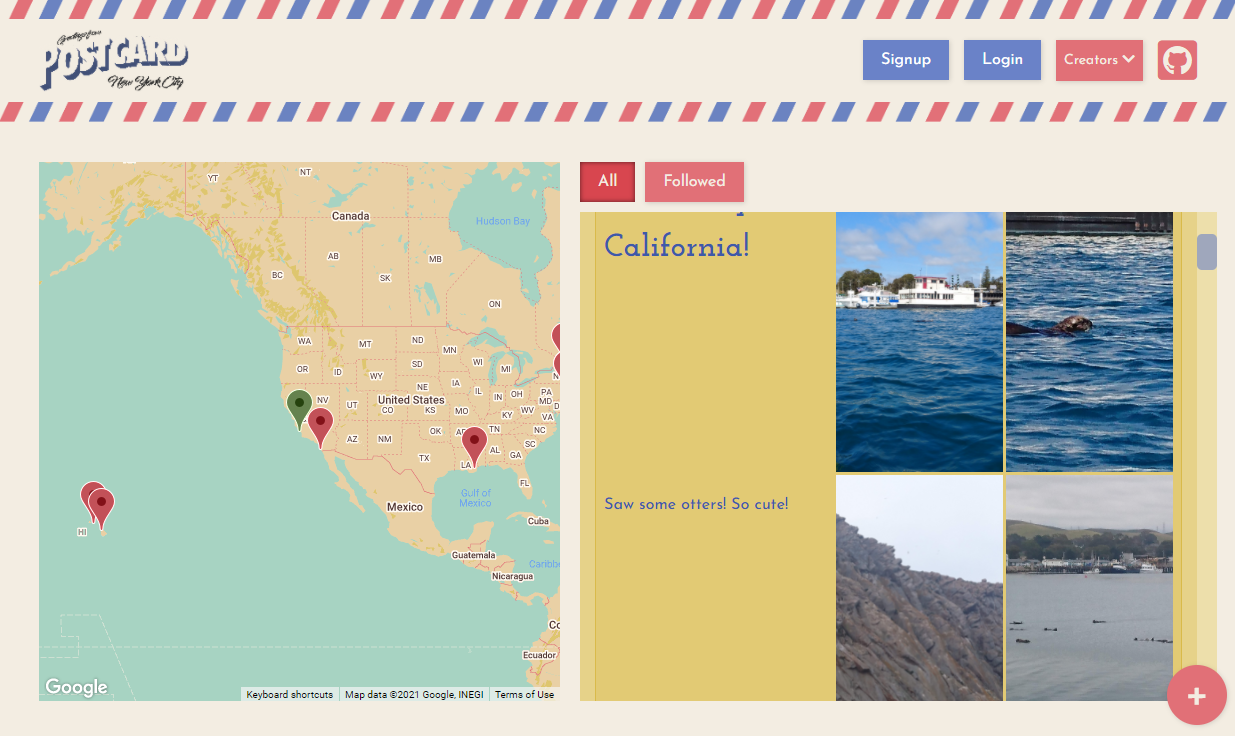 Greetings from
POSTCARD
New York City
Signup
Login
Creators
All
Followed
California!
Saw some otters! So cute!
+
YT
NT
Canada
Hudson Bay
AB
MB
BC
SK
ON
WA
MT
ND
MN
OR
ID
SD
WI
MI
WY
NE
IA
NV
UT
United States
CO
KS
MO
IL
IN
OH
PA
MD
WV
KY
VA
AZ
NM
OK
TN
NC
SC
TX
LA
AL
GA
FL
HI
Gulf of
Mexico
Mexico
Cuba
Guatemala
Caribbe
Nicaragua
Co
Ecuador
Google
Keyboard shortcuts
Map data ©2021 Google, INEGI
Terms of Use